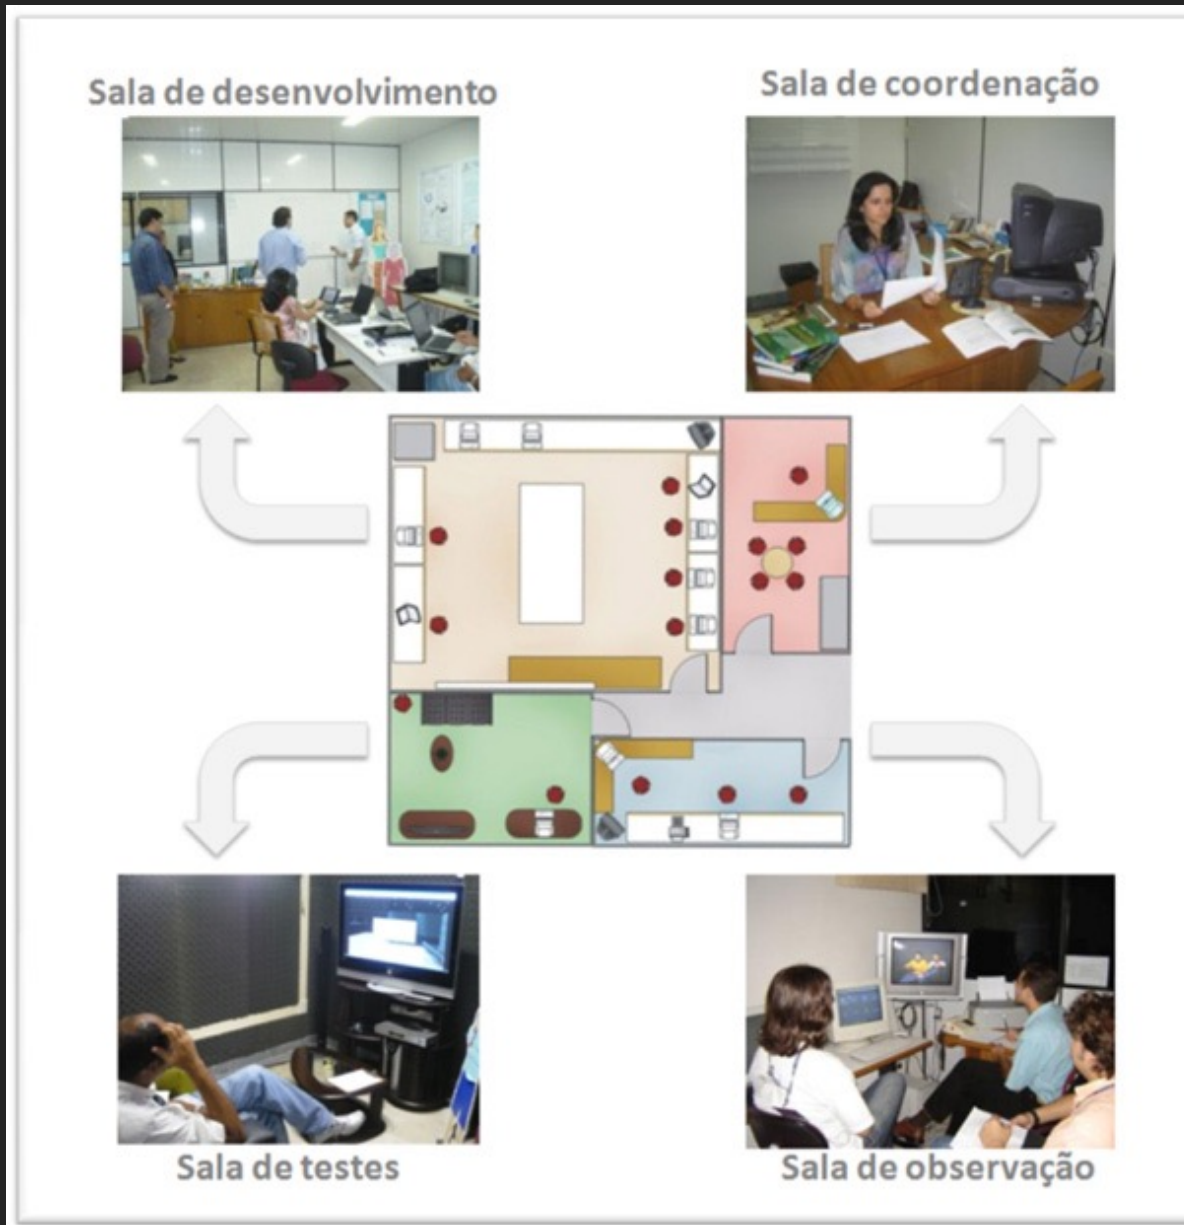 Sala de desenvolvimento
Sala de coordenação
Sala de testes
Sala de observação